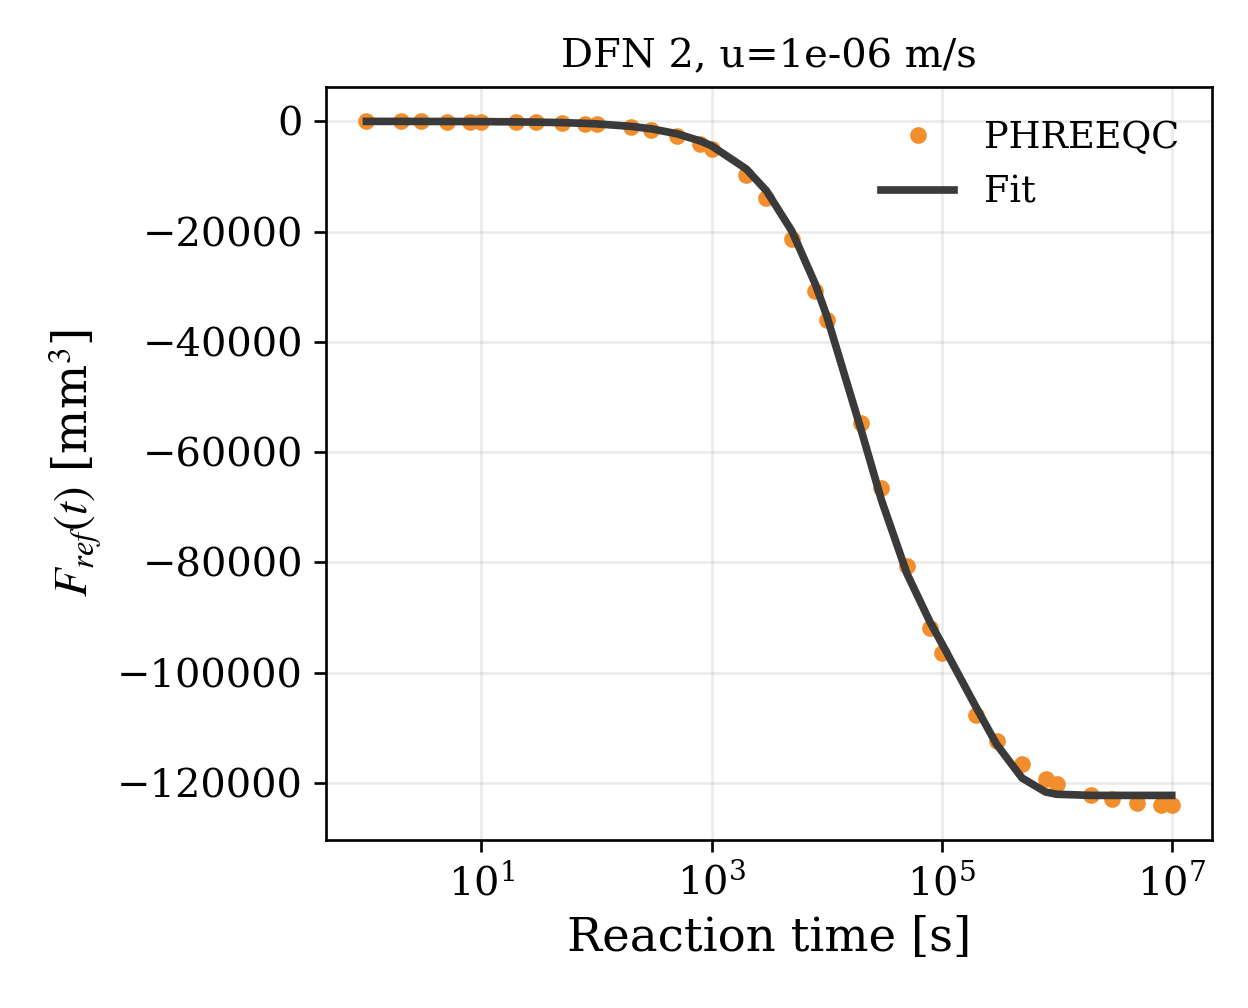 DFN 2, u=1e-06 m/s
PHREEQC
Fit
0
−20000
−40000
−60000
−80000
−100000
−120000
F_ref(t) [mm³]
10¹ 10³ 10⁵ 10⁷
Reaction time [s]